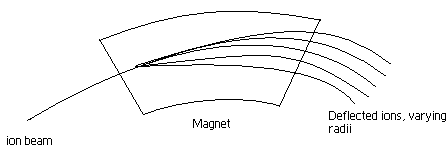 Magnet
Deflected ions, varying
radii
ion beam